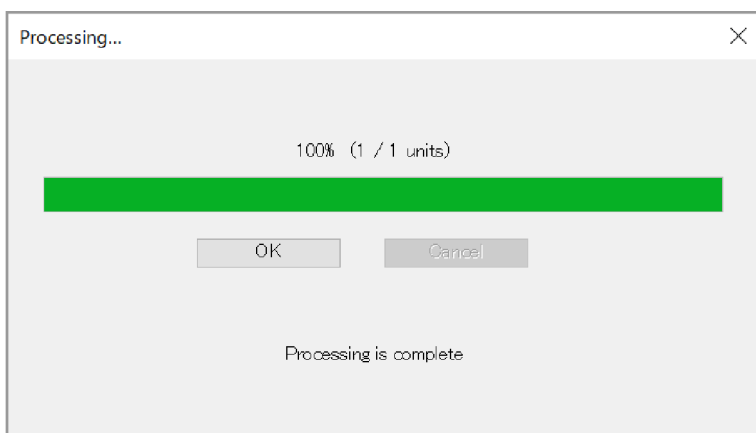 Processing...
100% (1 / 1 units)
OK
Cancel
Processing is complete